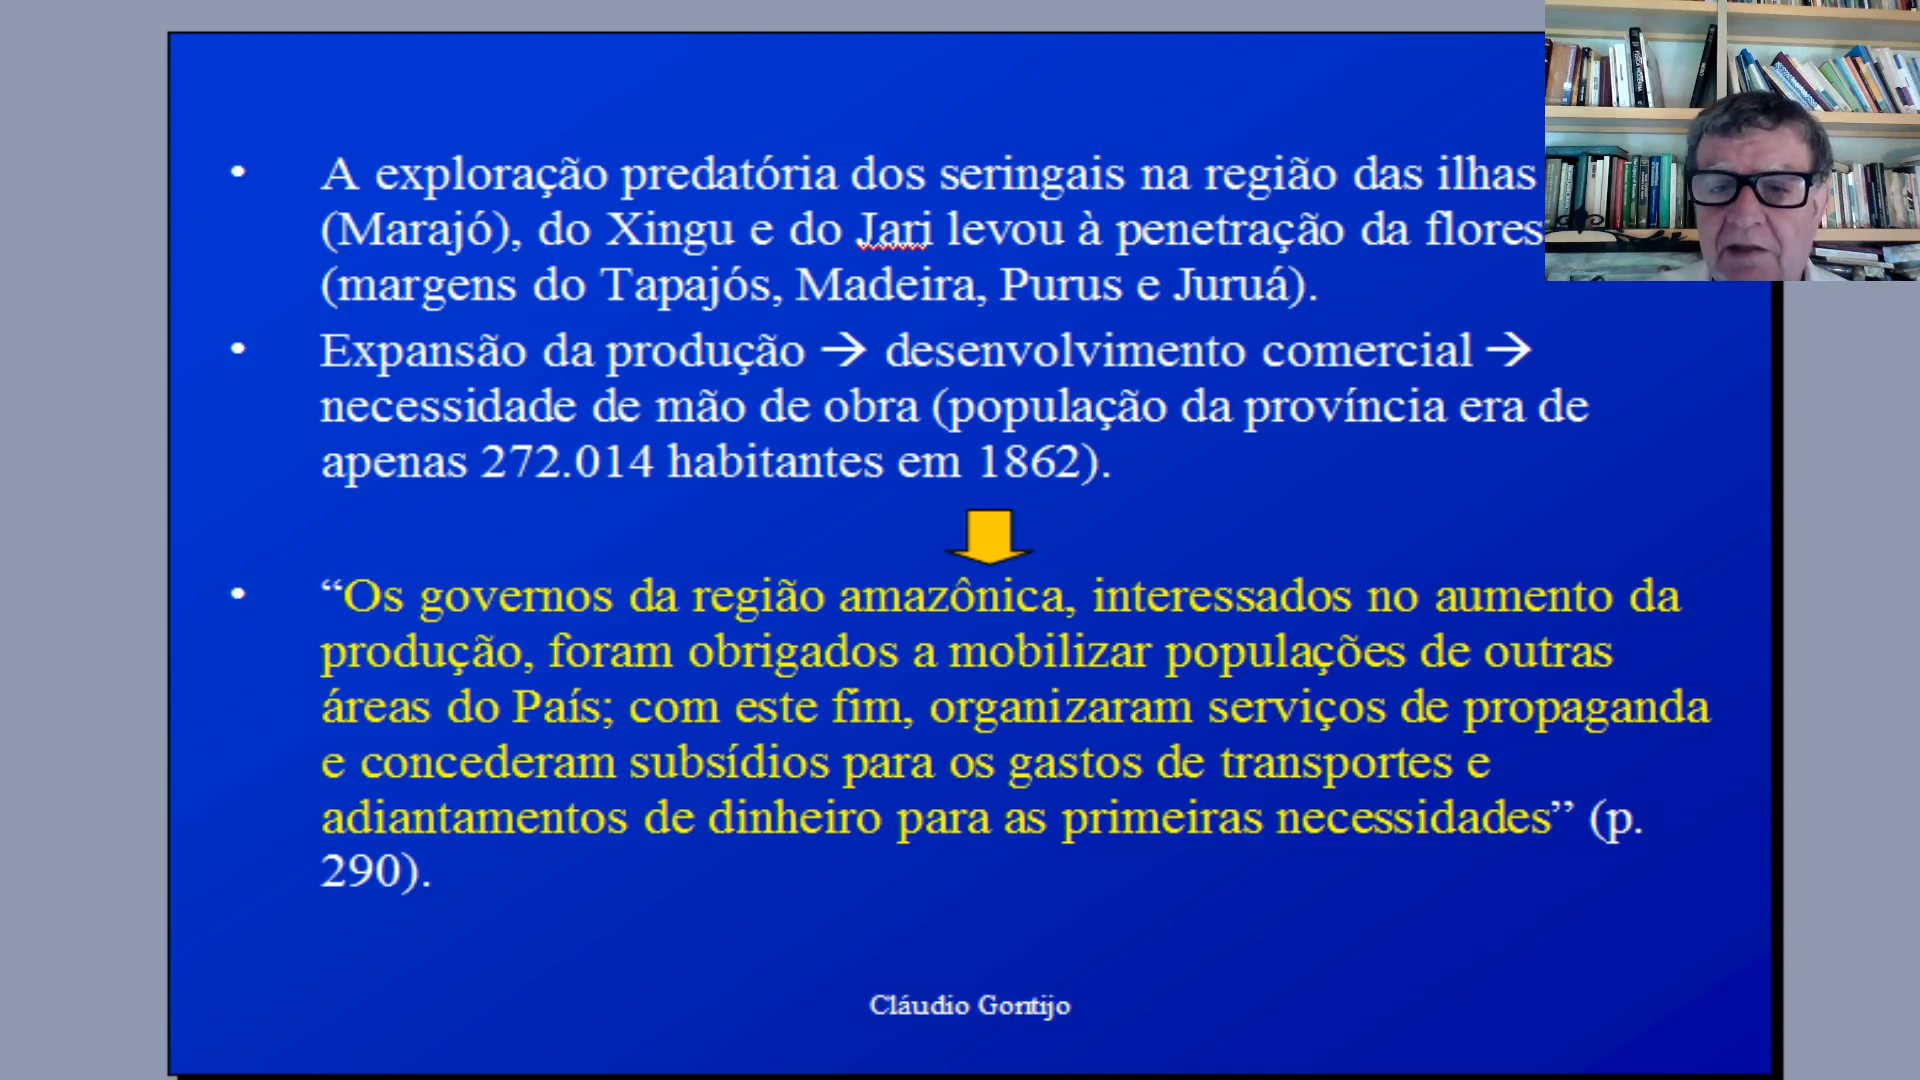 • A exploração predatória dos seringais na região das ilhas
(Marajó), do Xingu e do Jari levou à penetração da flores
(margens do Tapajós, Madeira, Purus e Juruá).
• Expansão da produção → desenvolvimento comercial →
necessidade de mão de obra (população da província era de
apenas 272.014 habitantes em 1862).
• “Os governos da região amazônica, interessados no aumento da
produção, foram obrigados a mobilizar populações de outras
áreas do País; com este fim, organizaram serviços de propaganda
e concederam subsídios para os gastos de transportes e
adiantamentos de dinheiro para as primeiras necessidades” (p.
290).
Cláudio Gontijo